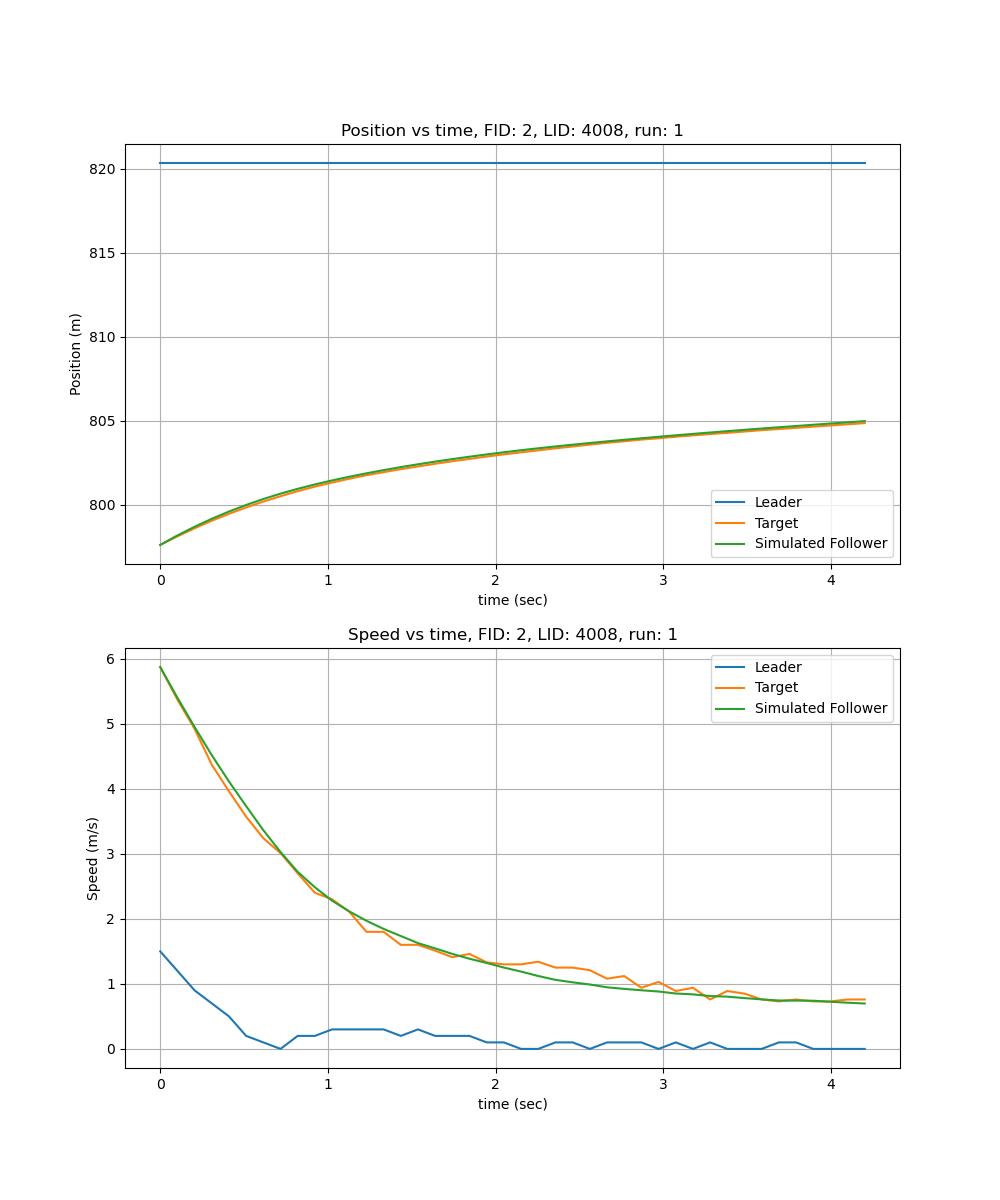 Position vs time, FID: 2, LID: 4008, run: 1
820
815
810
805
800
Position (m)
Leader
Target
Simulated Follower
0 1 2 3 4
time (sec)
Speed vs time, FID: 2, LID: 4008, run: 1
6
5
4
3
2
1
0
Speed (m/s)
Leader
Target
Simulated Follower
0 1 2 3 4
time (sec)